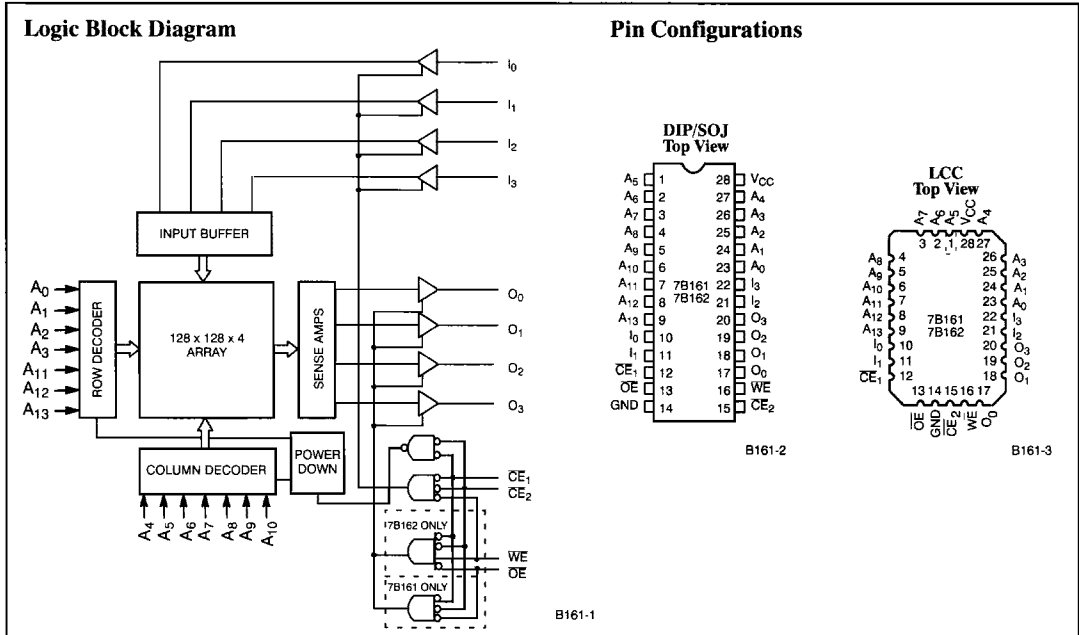 Logic Block Diagram
I0
I1
I2
I3
INPUT BUFFER
A0
A1
A2
A3
A11
A12
A13
ROW DECODER
128 x 128 x 4
ARRAY
SENSE AMPS
O0
O1
O2
O3
COLUMN DECODER
POWER
DOWN
A4
A5
A6
A7
A8
A9
A10
CE1
CE2
7B162 ONLY
WE
OE
7B161 ONLY
B161-1
Pin Configurations
DIP/SOJ
Top View
A5 1 28 VCC
A6 2 27 A4
A7 3 26 A3
A8 4 25 A2
A9 5 24 A1
A10 6 23 A0
A11 7 7B161 22 I3
A12 8 7B162 21 I2
A13 9 20 O3
I0 10 19 O2
I1 11 18 O1
CE1 12 17 O0
OE 13 16 WE
GND 14 15 CE2
B161-2
LCC
Top View
A7 A6 A5 VCC A4
3 2 1 28 27
A8 4 26 A3
A9 5 25 A2
A10 6 24 A1
A11 7 23 A0
A12 8 7B161 22 I3
A13 9 7B162 21 I2
I0 10 20 O3
I1 11 19 O2
CE1 12 18 O1
13 14 15 16 17
OE GND CE2 WE O0
B161-3